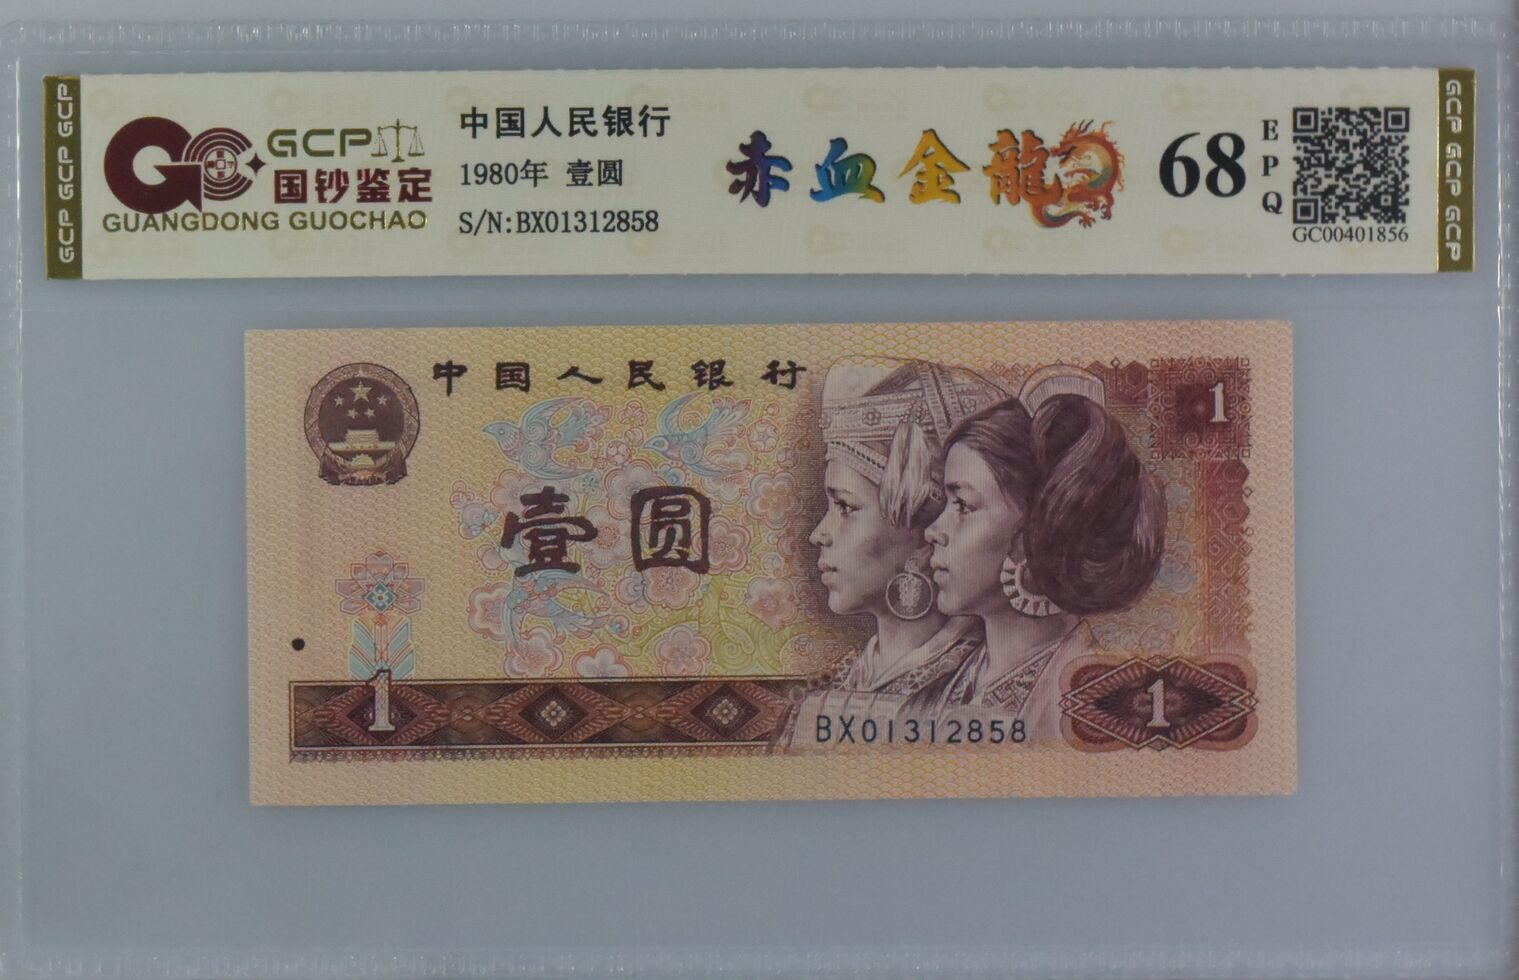 GCP GCP GCP
GCP
国钞鉴定
GUANGDONG GUOCHAO
中国人民银行
1980年 壹圆
S/N:BX01312858
赤血金龍
68
EPQ
GC00401856
GCP GCP GCP
中国人民银行
1
壹圆
1
1
BX01312858